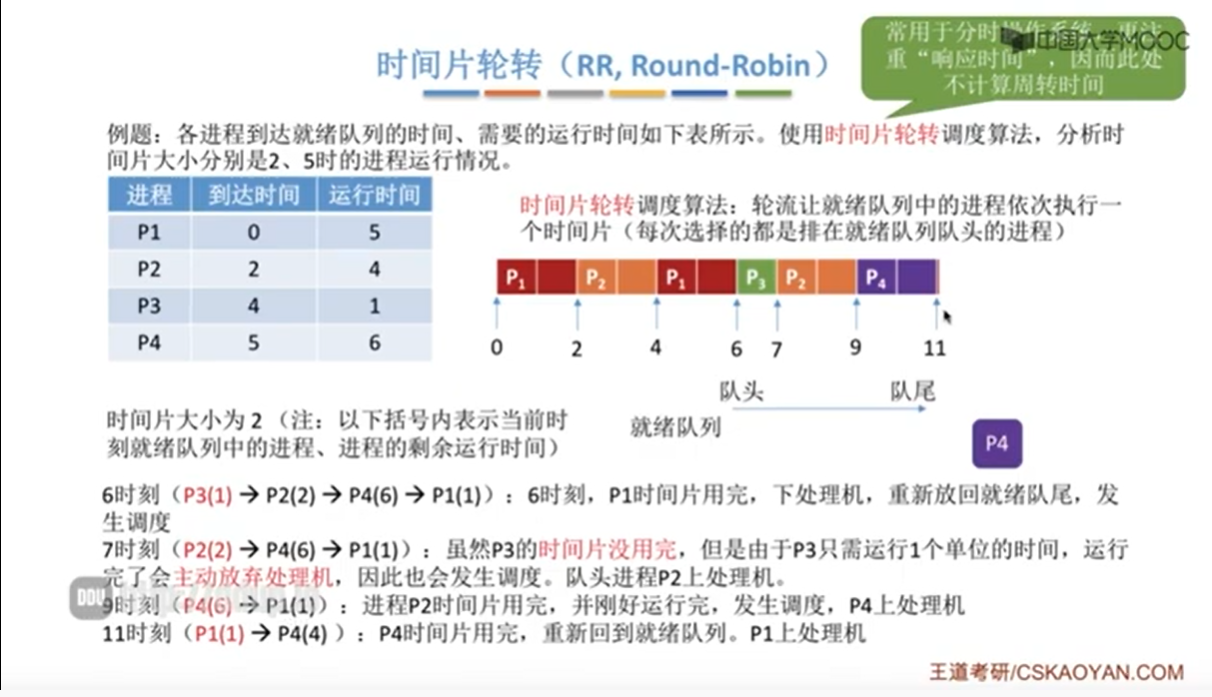 常用于分时操作系统，更注
重“响应时间”，因而此处
不计算周转时间
中国大学MOOC
时间片轮转（RR, Round-Robin）
例题：各进程到达就绪队列的时间、需要的运行时间如下表所示。使用时间片轮转调度算法，分析时
间片大小分别是2、5时的进程运行情况。
进程 到达时间 运行时间
P1 0 5
P2 2 4
P3 4 1
P4 5 6
时间片轮转调度算法：轮流让就绪队列中的进程依次执行一
个时间片（每次选择的都是排在就绪队列队头的进程）
P1 P2 P1 P3 P2 P4
0 2 4 6 7 9 11
队头 队尾
就绪队列
P4
时间片大小为 2 （注：以下括号内表示当前时
刻就绪队列中的进程、进程的剩余运行时间）
6时刻（P3(1) → P2(2) → P4(6) → P1(1)）：6时刻，P1时间片用完，下处理机，重新放回就绪队尾，发
生调度
7时刻（P2(2) → P4(6) → P1(1)）：虽然P3的时间片没用完，但是由于P3只需运行1个单位的时间，运行
完了会主动放弃处理机，因此也会发生调度。队头进程P2上处理机。
9时刻（P4(6) → P1(1)）：进程P2时间片用完，并刚好运行完，发生调度，P4上处理机
11时刻（P1(1) → P4(4) ）：P4时间片用完，重新回到就绪队列。P1上处理机
王道考研/CSKAOYAN.COM